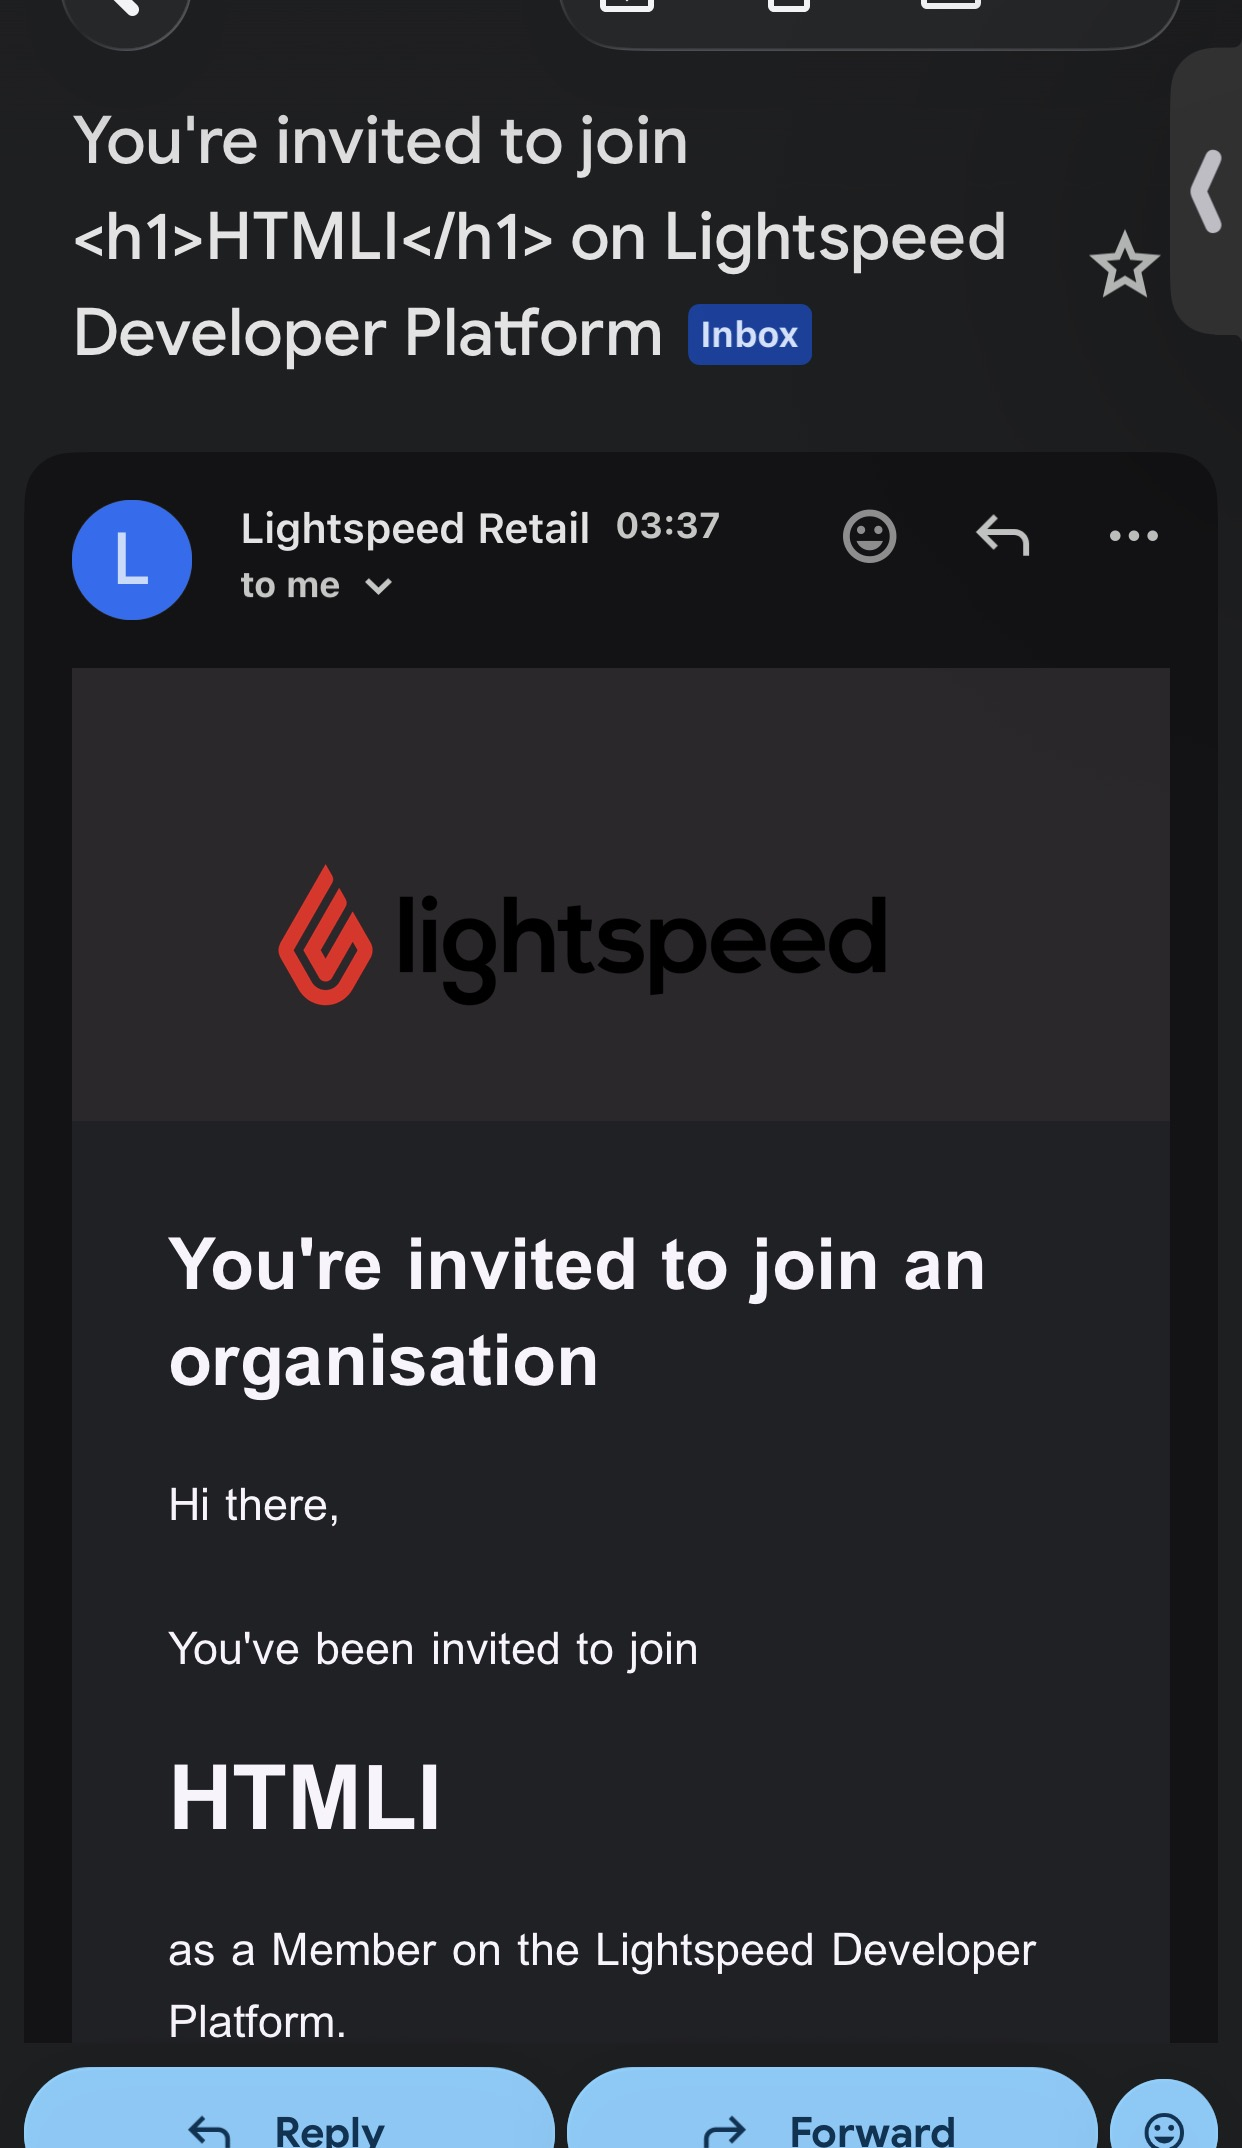 You're invited to join
<h1>HTMLI</h1> on Lightspeed
Developer Platform Inbox
L
Lightspeed Retail 03:37
to me
lightspeed
You're invited to join an
organisation
Hi there,
You've been invited to join
HTMLI
as a Member on the Lightspeed Developer
Platform.
Reply
Forward